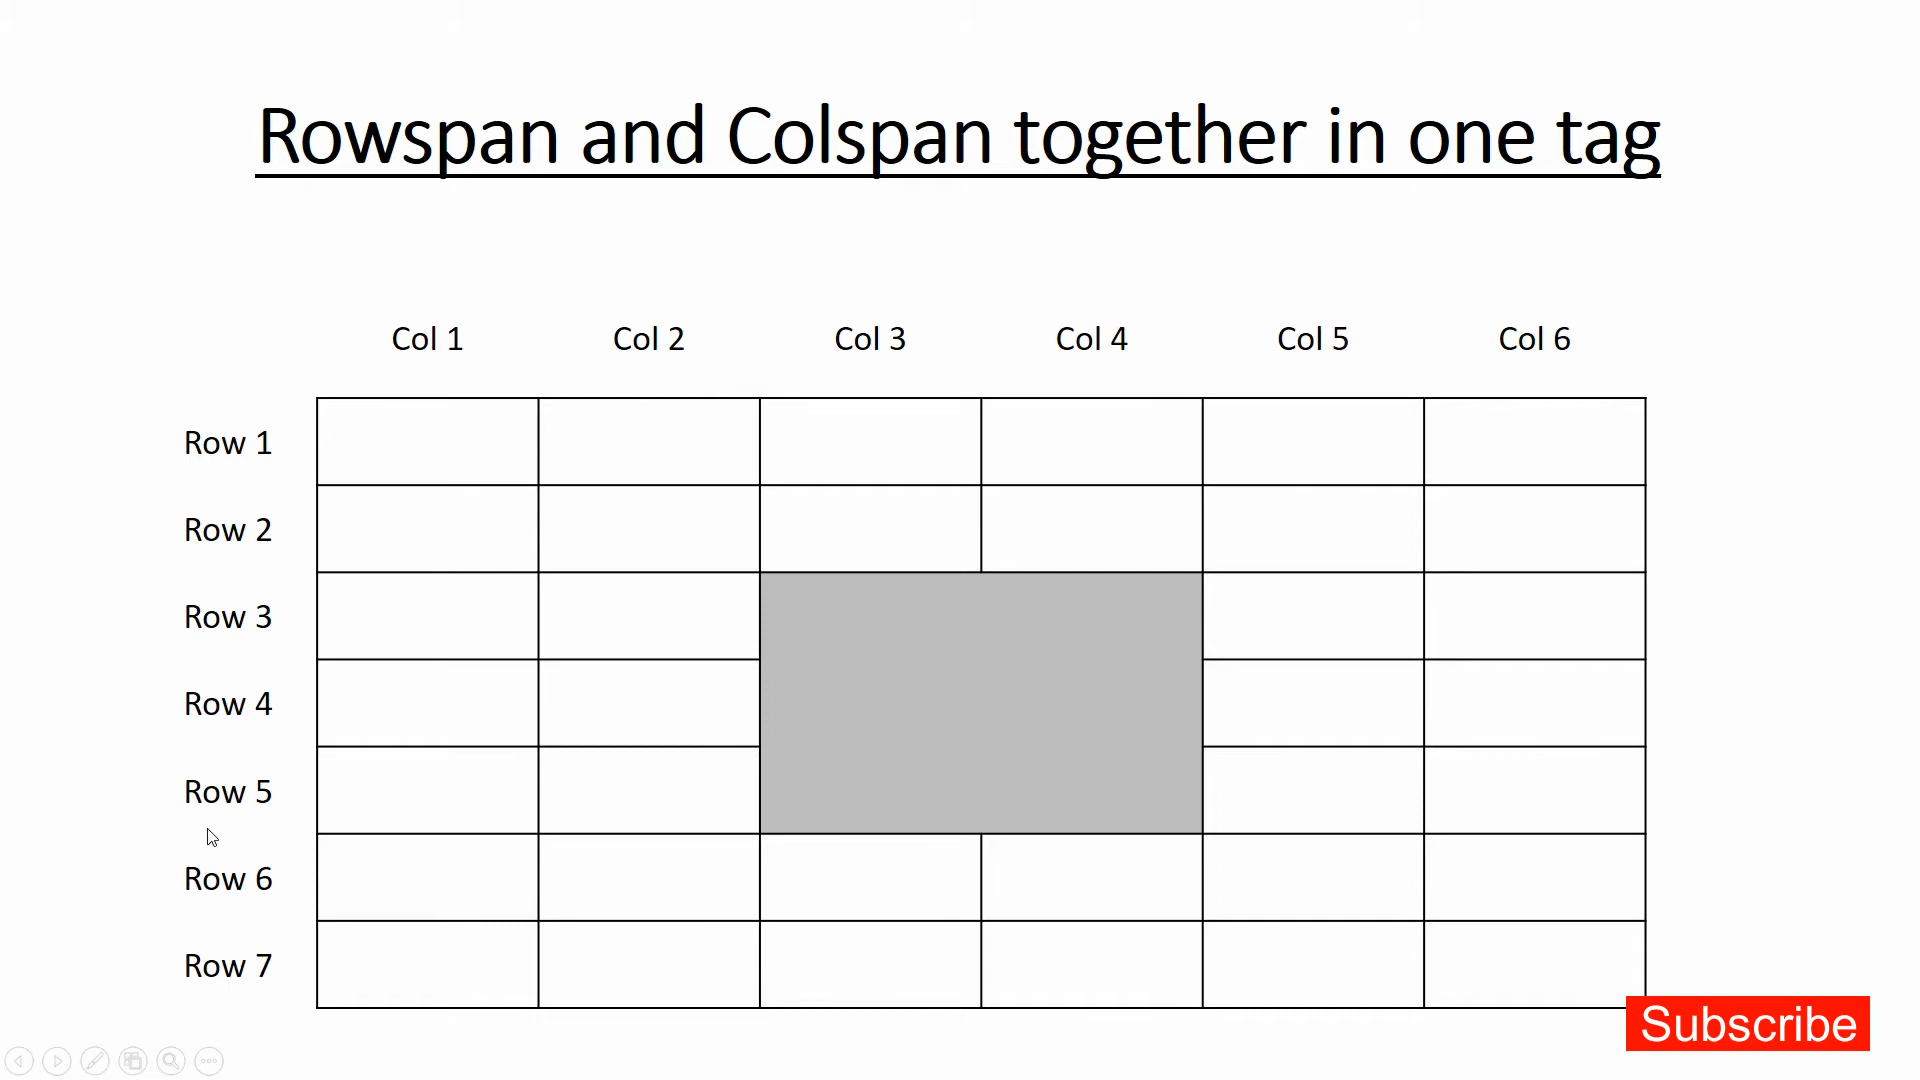 Rowspan and Colspan together in one tag
Col 1 Col 2 Col 3 Col 4 Col 5 Col 6
Row 1
Row 2
Row 3
Row 4
Row 5
Row 6
Row 7
Subscribe